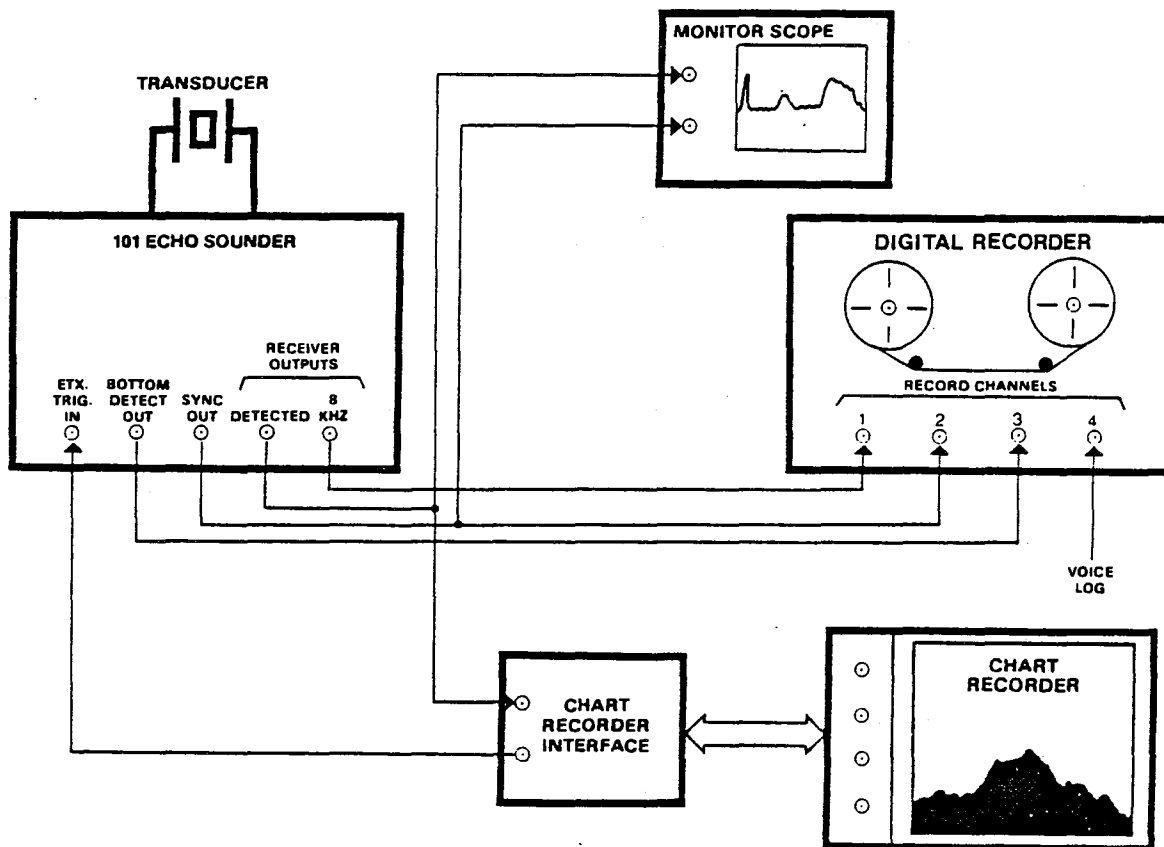 MONITOR SCOPE
TRANSDUCER
101 ECHO SOUNDER
RECEIVER
OUTPUTS
ETX.
TRIG.
IN
BOTTOM
DETECT
OUT
SYNC
OUT
DETECTED
8
KHZ
DIGITAL RECORDER
RECORD CHANNELS
1
2
3
4
VOICE
LOG
CHART
RECORDER
INTERFACE
CHART
RECORDER